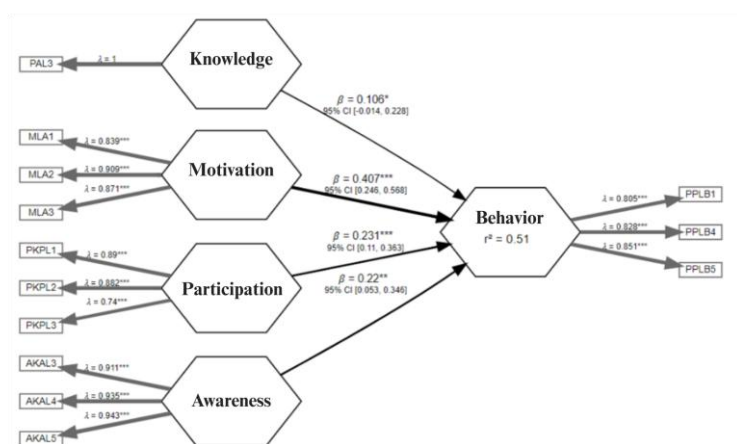 Knowledge
PAL3
λ = 1
β = 0.106*
95% CI [-0.014, 0.228]
MLA1
λ = 0.839***
MLA2
λ = 0.909***
MLA3
λ = 0.871***
Motivation
β = 0.407***
95% CI [0.246, 0.568]
Behavior
r² = 0.51
PPLB1
λ = 0.805***
PPLB4
λ = 0.828***
PPLB5
λ = 0.851***
PKPL1
λ = 0.89***
PKPL2
λ = 0.882***
PKPL3
λ = 0.74***
Participation
β = 0.231***
95% CI [0.11, 0.363]
β = 0.22**
95% CI [0.053, 0.346]
AKAL3
λ = 0.911***
AKAL4
λ = 0.935***
AKAL5
λ = 0.943***
Awareness